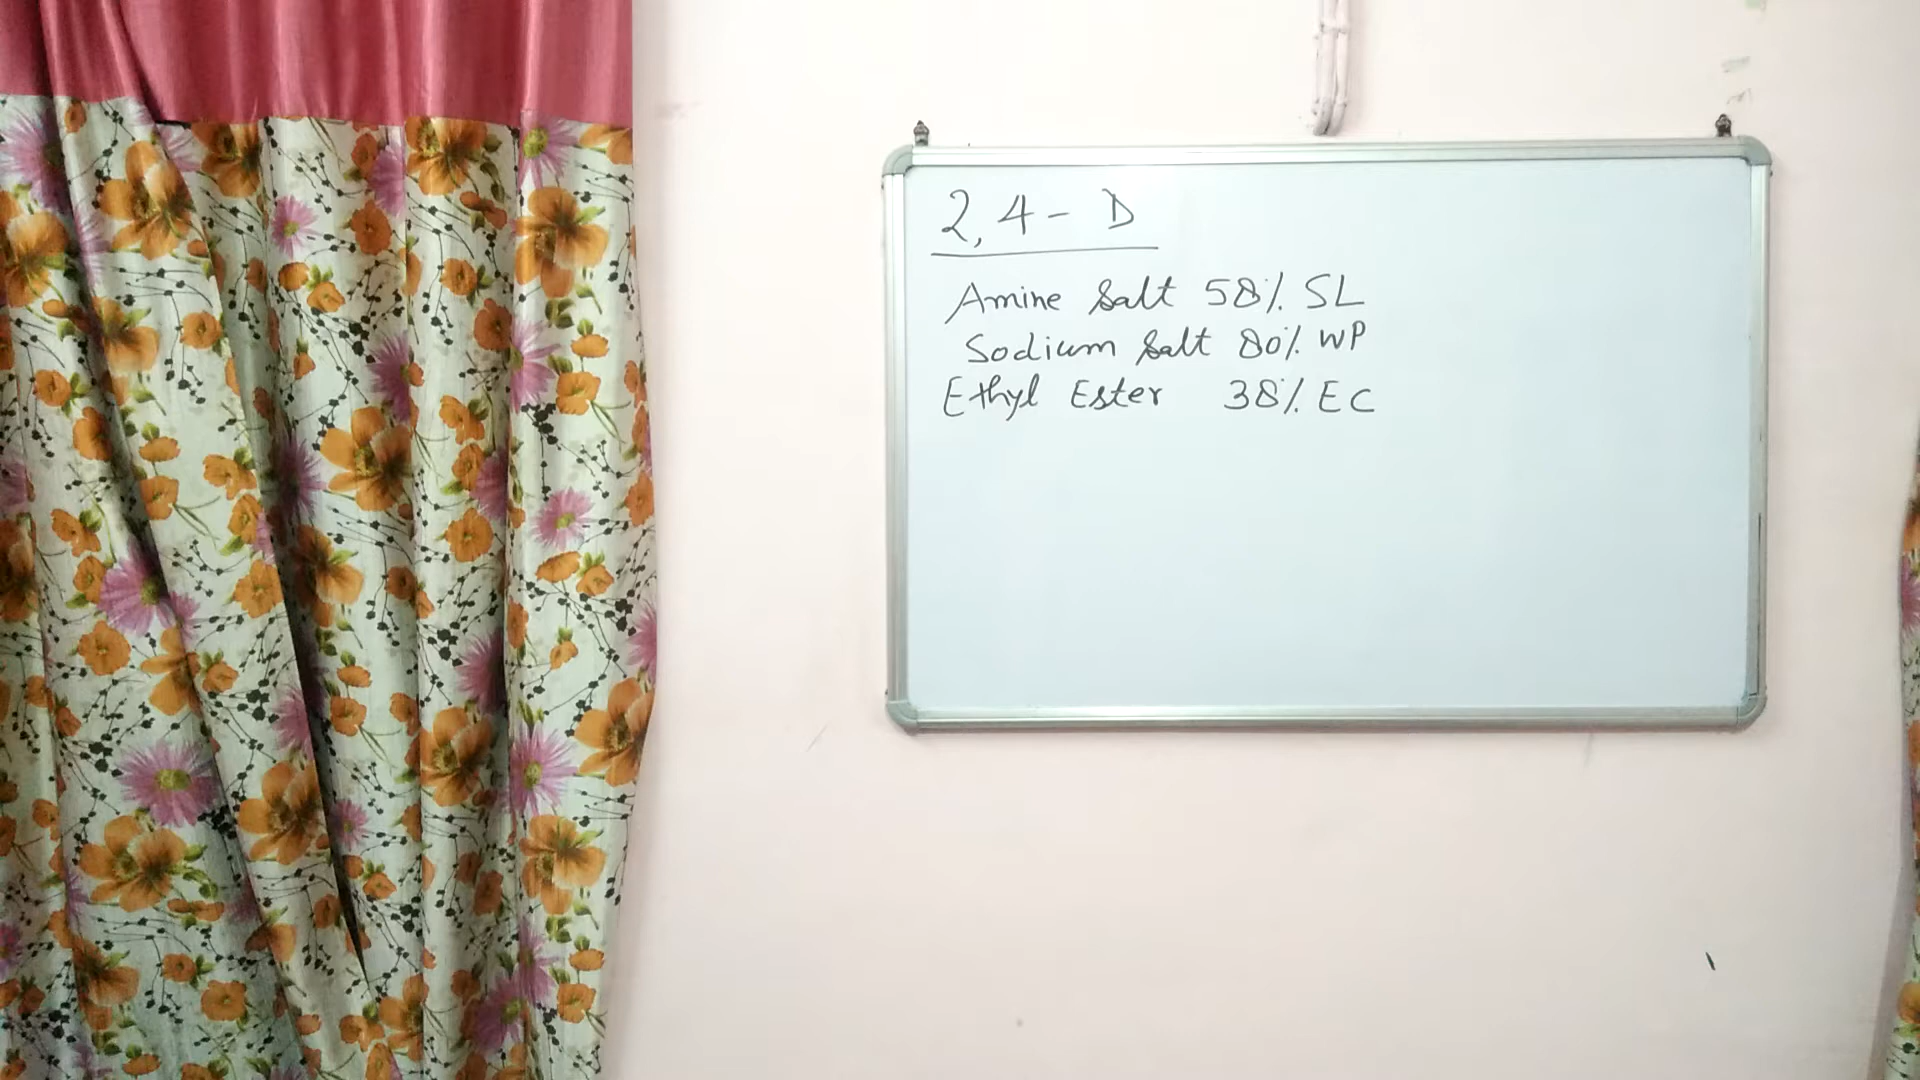 2,4- D
Amine Salt 58% SL
Sodium Salt 80% WP
Ethyl Ester 38% EC